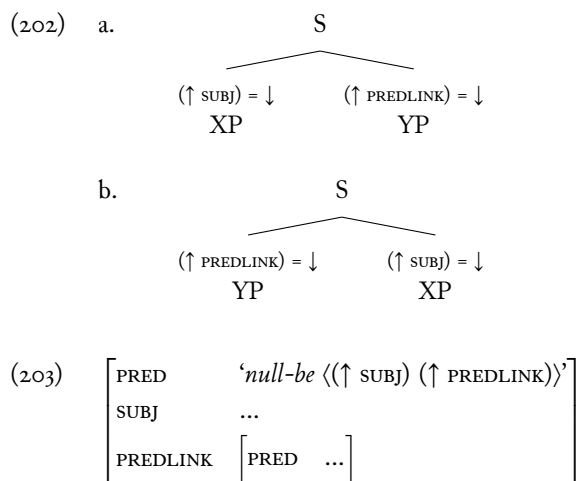 (202) a. S
(↑ SUBJ) = ↓ (↑ PREDLINK) = ↓
XP YP
b. S
(↑ PREDLINK) = ↓ (↑ SUBJ) = ↓
YP XP
(203) [PRED ‘null-be ⟨(↑ SUBJ) (↑ PREDLINK)⟩’
SUBJ ...
PREDLINK [PRED ...]]